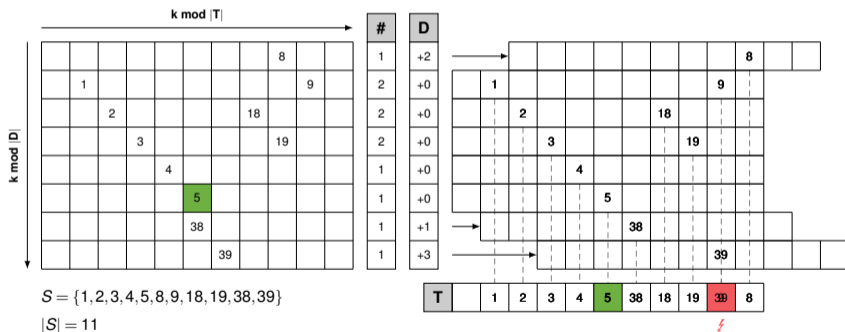 k mod |T|
# D
k mod |D|
8 1 +2 8
1 9 2 +0 1 9
2 18 2 +0 2 18
3 19 2 +0 3 19
4 1 +0 4
5 1 +0 5
38 1 +1 38
39 1 +3 39
S = {1,2,3,4,5,8,9,18,19,38,39}
T 1 2 3 4 5 38 18 19 8
|S| = 11